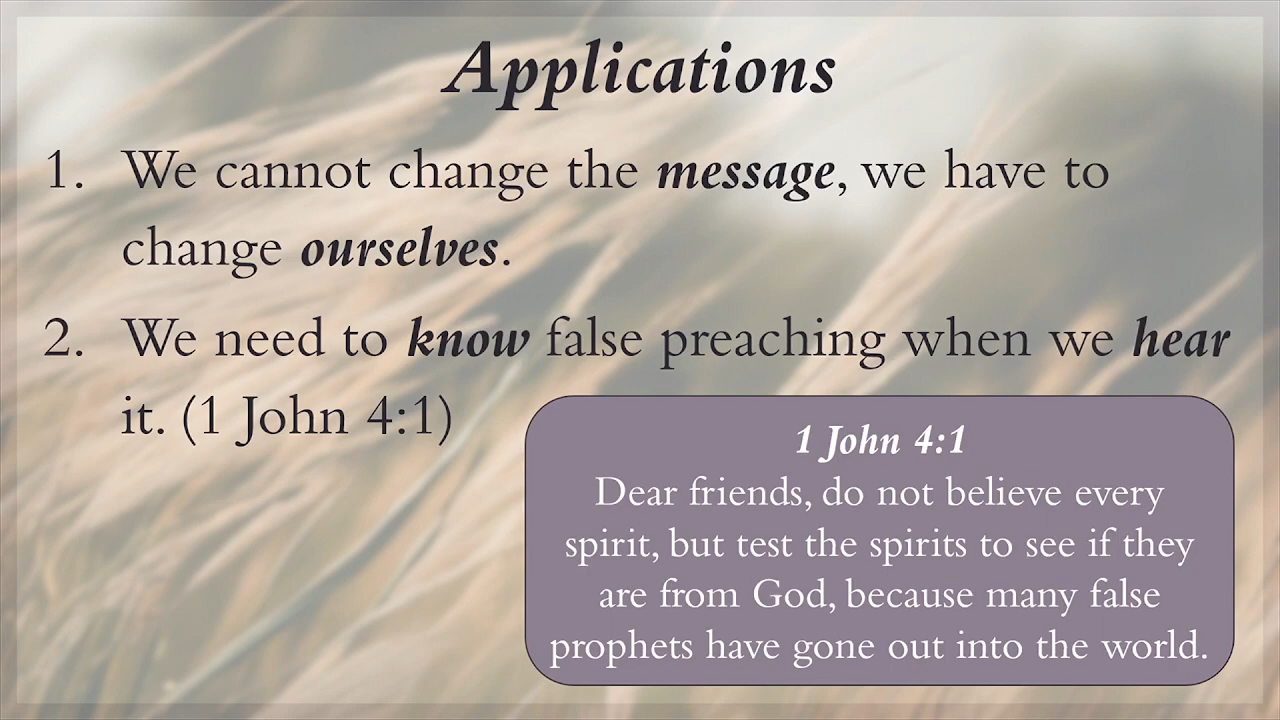 Applications
1. We cannot change the message, we have to
change ourselves.
2. We need to know false preaching when we hear
it. (1 John 4:1)
1 John 4:1
Dear friends, do not believe every
spirit, but test the spirits to see if they
are from God, because many false
prophets have gone out into the world.